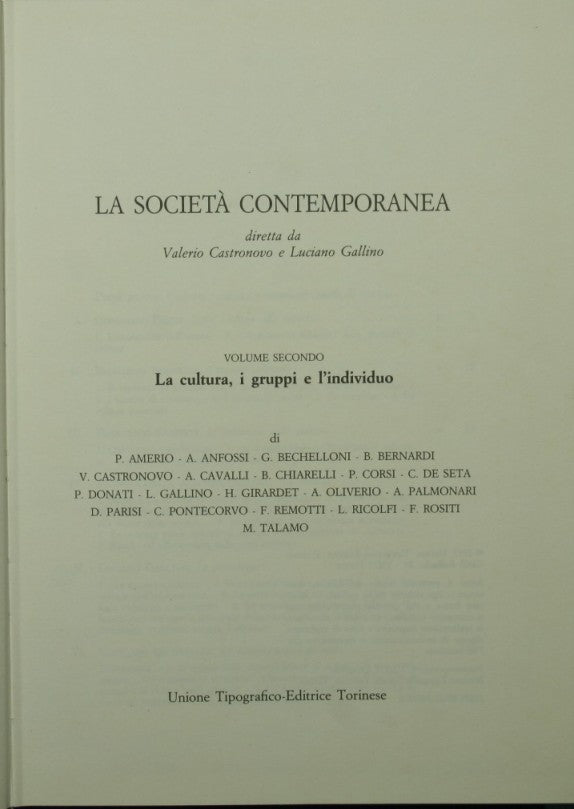 LA SOCIETÀ CONTEMPORANEA
diretta da
Valerio Castronovo e Luciano Gallino
VOLUME SECONDO
La cultura, i gruppi e l'individuo
di
P. AMERIO - A. ANFOSSI - G. BECHELLONI - B. BERNARDI
V. CASTRONOVO - A. CAVALLI - B. CHIARELLI - P. CORSI - C. DE SETA
P. DONATI - L. GALLINO - H. GIRARDET - A. OLIVERIO - A. PALMONARI
D. PARISI - C. PONTECORVO - F. REMOTTI - L. RICOLFI - F. ROSITI
M. TALAMO
Unione Tipografico-Editrice Torinese